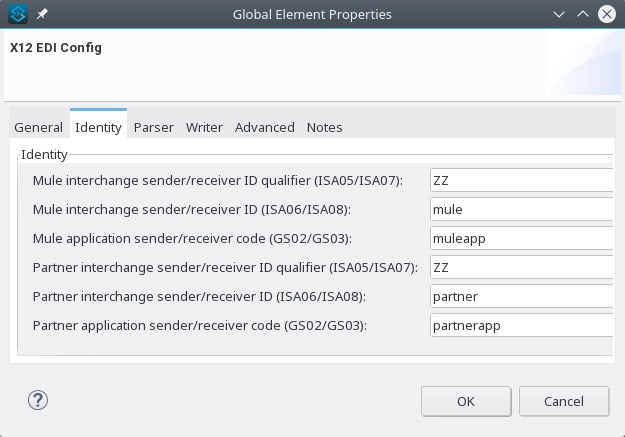 Global Element Properties
X12 EDI Config
General Identity Parser Writer Advanced Notes
Identity
Mule interchange sender/receiver ID qualifier (ISA05/ISA07): ZZ
Mule interchange sender/receiver ID (ISA06/ISA08): mule
Mule application sender/receiver code (GS02/GS03): muleapp
Partner interchange sender/receiver ID qualifier (ISA05/ISA07): ZZ
Partner interchange sender/receiver ID (ISA06/ISA08): partner
Partner application sender/receiver code (GS02/GS03): partnerapp
? OK Cancel